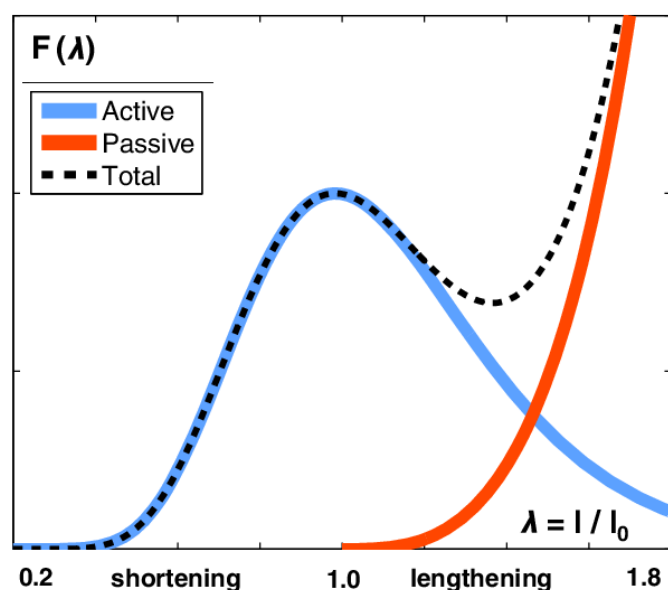 F(λ)
Active
Passive
Total
λ = l / l₀
0.2 shortening 1.0 lengthening 1.8